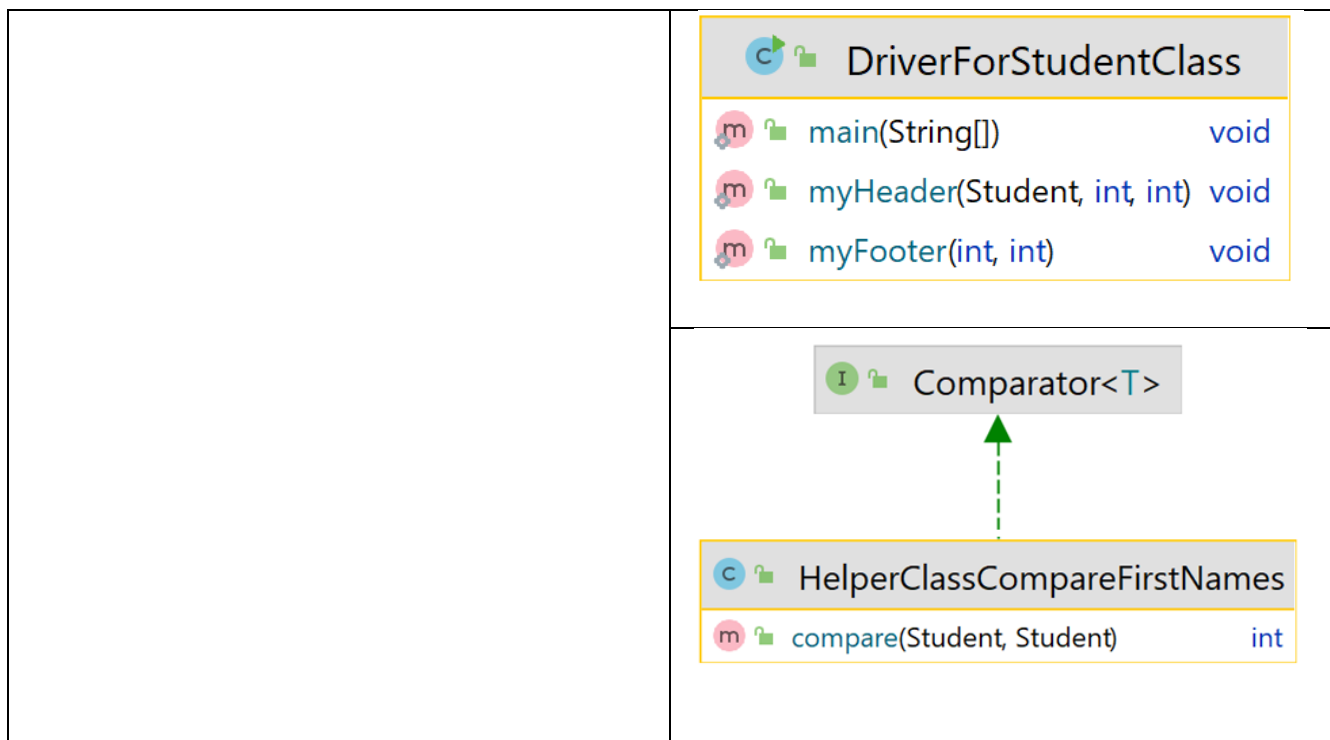 C DriverForStudentClass
m main(String[]) void
m myHeader(Student, int, int) void
m myFooter(int, int) void
I Comparator<T>
C HelperClassCompareFirstNames
m compare(Student, Student) int